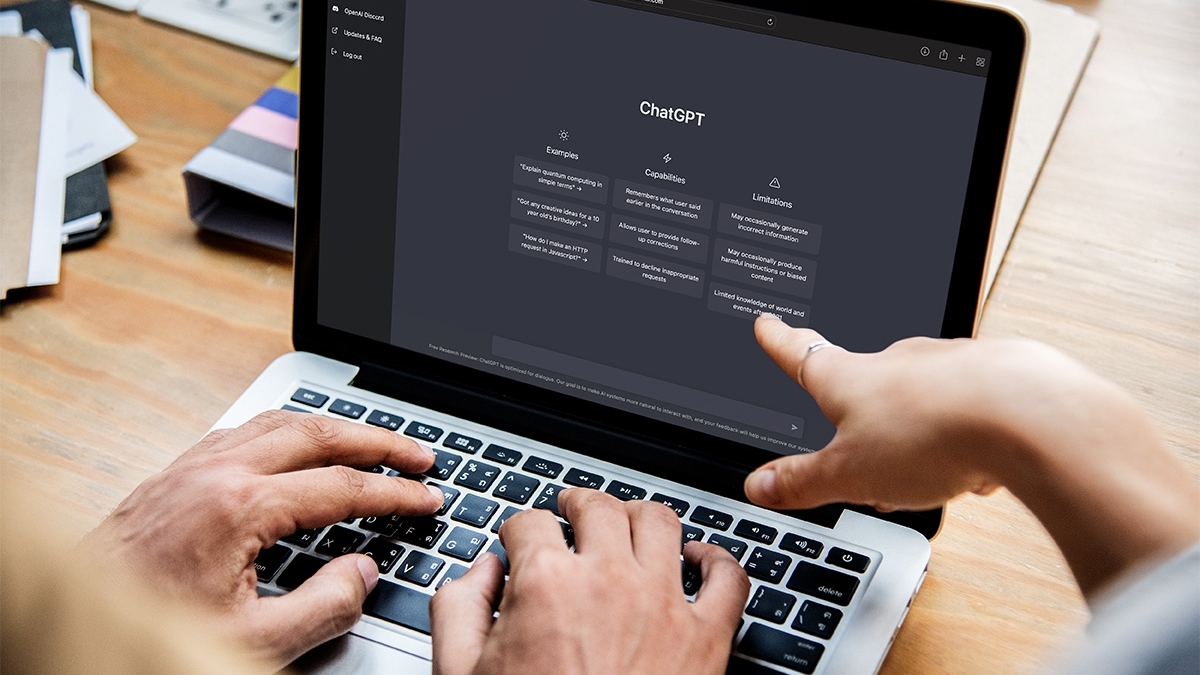 OpenAI Discord
Updates & FAQ
Log out
ChatGPT
Examples
"Explain quantum computing in
simple terms" →
"Got any creative ideas for a 10
year old's birthday?" →
"How do I make an HTTP
request in Javascript?" →
Capabilities
Remembers what user said
earlier in the conversation
Allows user to provide follow-
up corrections
Trained to decline inappropriate
requests
Limitations
May occasionally generate
incorrect information
May occasionally produce
harmful instructions or biased
content
Limited knowledge of world and
events after
Free Research Preview: ChatGPT is optimized for dialogue. Our goal is to make AI systems more natural to interact with, and your feedback will help us improve our
esc
delete
enter
return